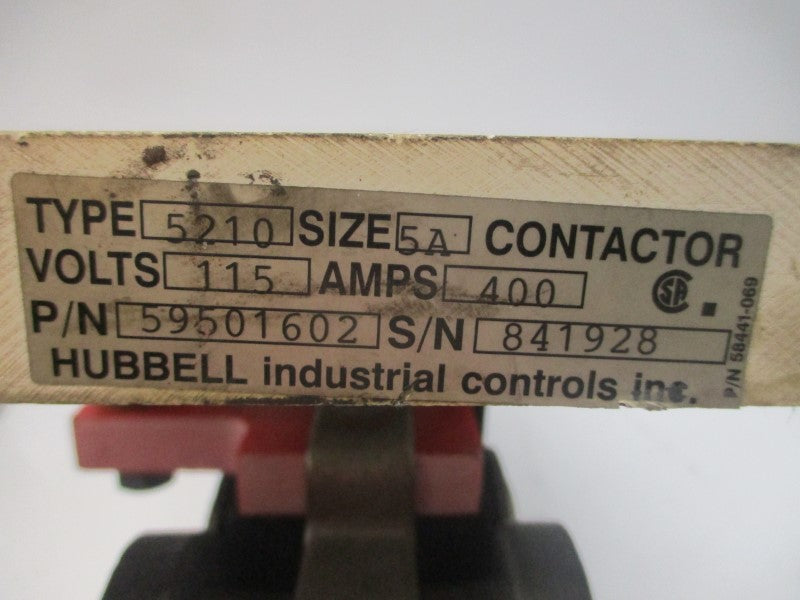 TYPE 5210 SIZE 5A CONTACTOR
VOLTS 115 AMPS 400
P/N 59501602 S/N 841928
HUBBELL industrial controls inc.
P/N 58441-069